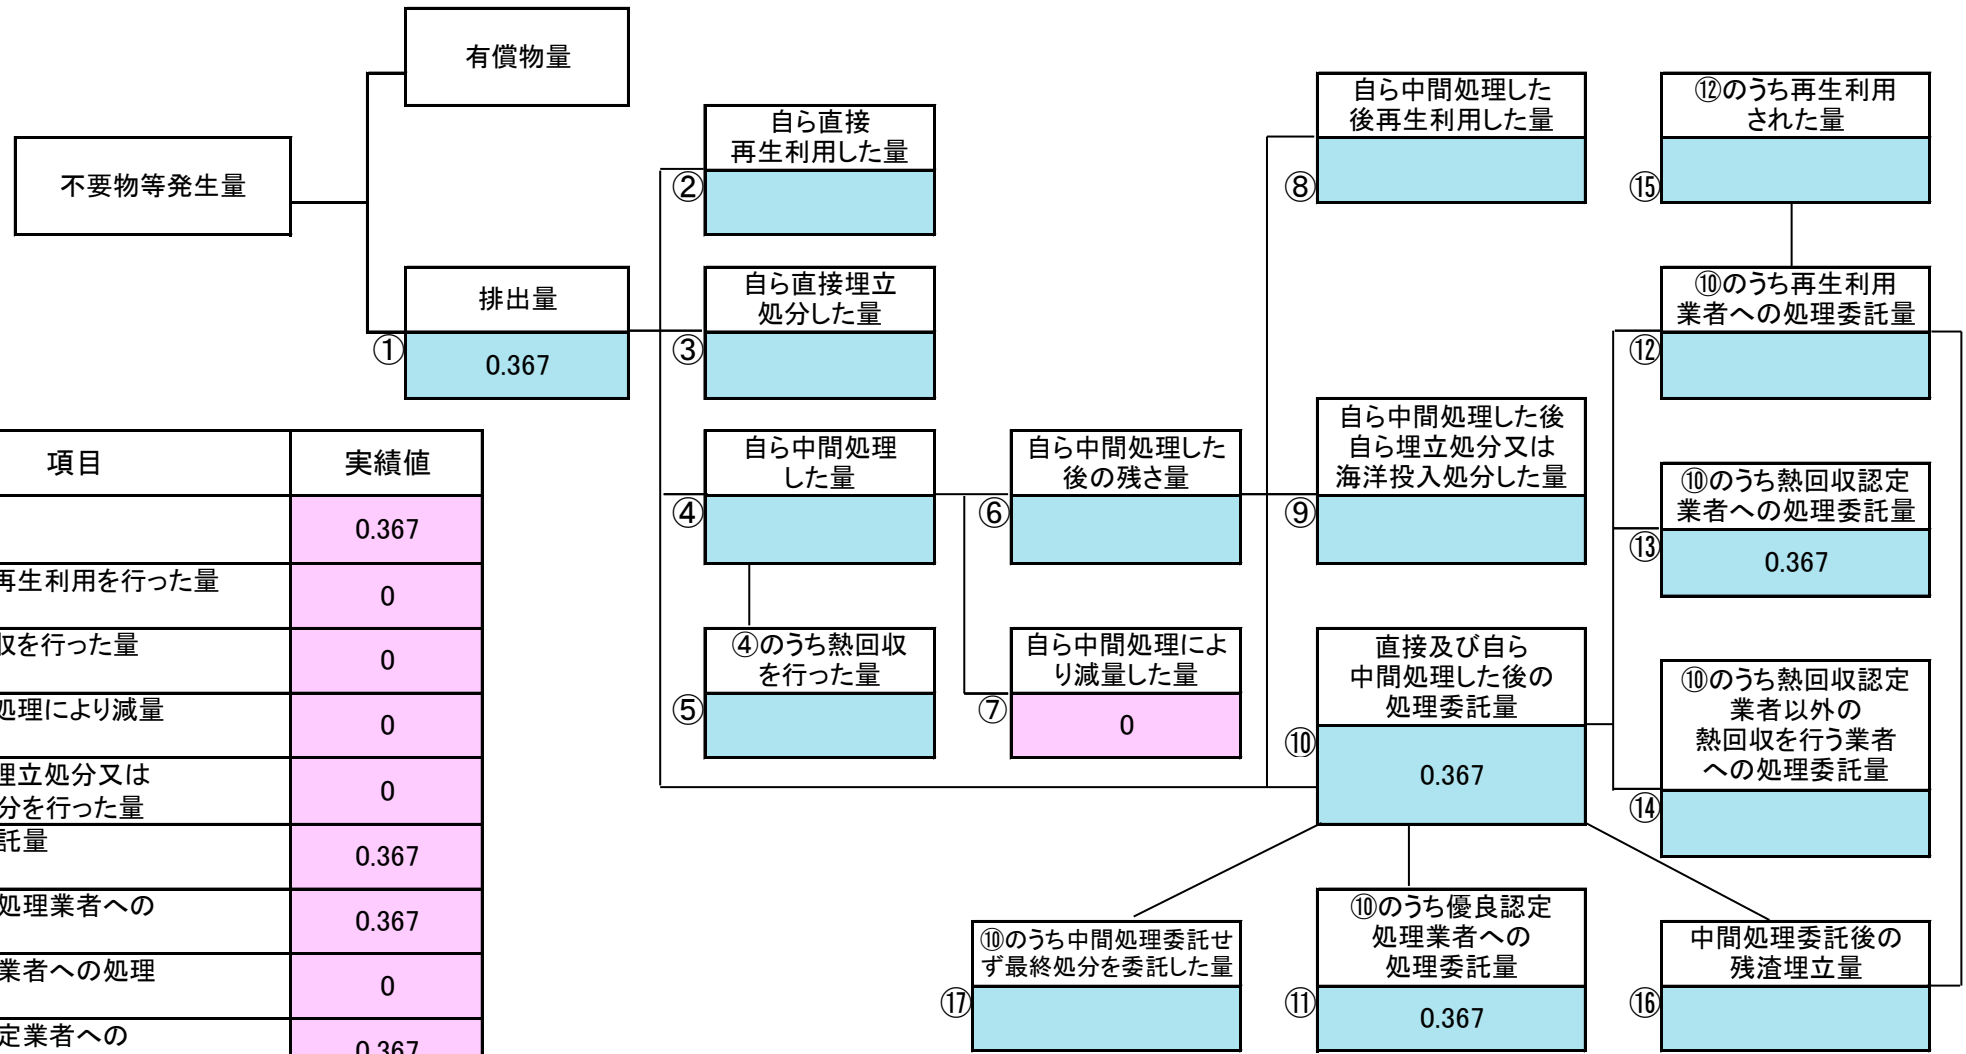 有償物量
不要物等発生量
自ら直接
再生利用した量
②
自ら中間処理した
後再生利用した量
⑧
⑫のうち再生利用
された量
⑮
排出量
①
0.367
自ら直接埋立
処分した量
③
⑩のうち再生利用
業者への処理委託量
⑫
自ら中間処理
した量
④
自ら中間処理した
後の残さ量
⑥
自ら中間処理した後
自ら埋立処分又は
海洋投入処分した量
⑨
⑩のうち熱回収認定
業者への処理委託量
⑬
0.367
④のうち熱回収
を行った量
⑤
自ら中間処理によ
り減量した量
⑦
0
直接及び自ら
中間処理した後の
処理委託量
⑩
0.367
⑩のうち熱回収認定
業者以外の
熱回収を行う業者
への処理委託量
⑭
⑩のうち中間処理委託せ
ず最終処分を委託した量
⑰
⑩のうち優良認定
処理業者への
処理委託量
⑪
0.367
中間処理委託後の
残渣埋立量
⑯
項目
実績値
0.367
再生利用を行った量
0
収を行った量
0
処理により減量
0
埋立処分又は
分を行った量
0
託量
0.367
処理業者への
0.367
業者への処理
0
定業者への
0.367